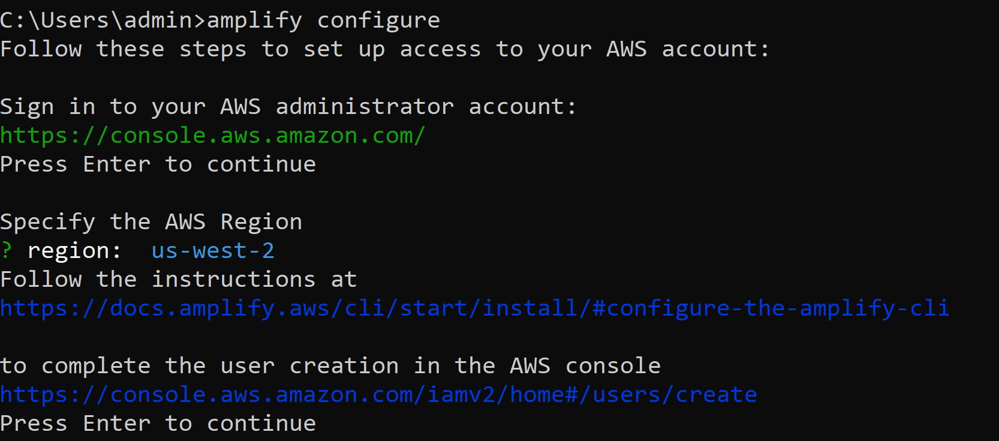 C:\Users\admin>amplify configure
Follow these steps to set up access to your AWS account:
Sign in to your AWS administrator account:
https://console.aws.amazon.com/
Press Enter to continue
Specify the AWS Region
? region:  us-west-2
Follow the instructions at
https://docs.amplify.aws/cli/start/install/#configure-the-amplify-cli
to complete the user creation in the AWS console
https://console.aws.amazon.com/iamv2/home#/users/create
Press Enter to continue